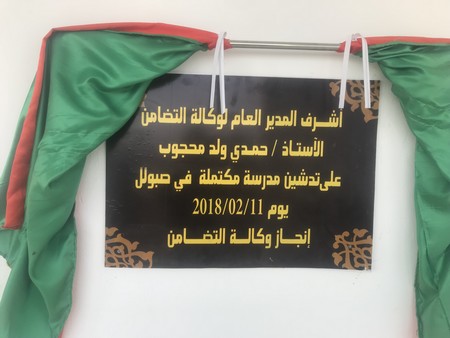 أشرف المدير العام لوكالة التضامن
الأستاذ / حمدي ولد محجوب
على تدشين مدرسة مكتملة في صبولل
يوم 2018/02/11
إنجاز وكالة التضامن